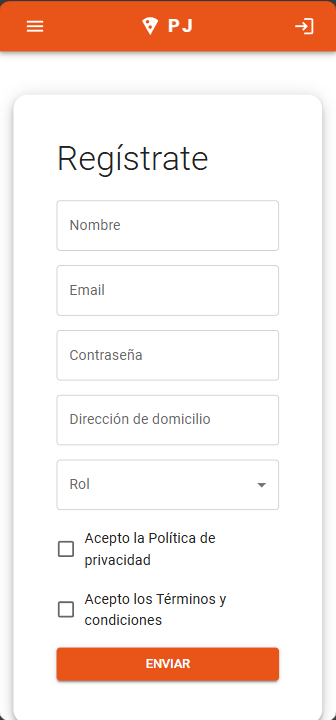 PJ
Regístrate
Nombre
Email
Contraseña
Dirección de domicilio
Rol
Acepto la Política de
privacidad
Acepto los Términos y
condiciones
ENVIAR